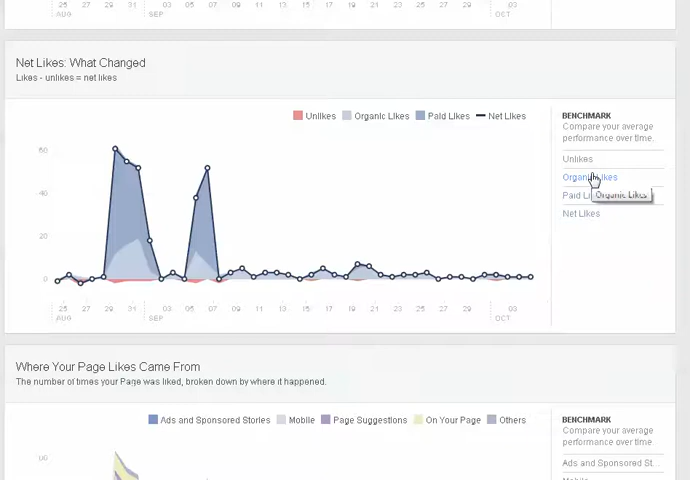 25 27 29 31 03 05 07 09 11 13 15 17 19 21 23 25 27 29 03
AUG SEP OCT
Net Likes: What Changed
Likes - unlikes = net likes
Unlikes Organic Likes Paid Likes Net Likes
BENCHMARK
Compare your average
performance over time.
Unlikes
Organic Likes
Paid Li
Organic Likes
Net Likes
60
40
20
0
25 27 29 31 03 05 07 09 11 13 15 17 19 21 23 25 27 29 03
AUG SEP OCT
Where Your Page Likes Came From
The number of times your Page was liked, broken down by where it happened.
Ads and Sponsored Stories Mobile Page Suggestions On Your Page Others
BENCHMARK
Compare your average
performance over time
Ads and Sponsored St...